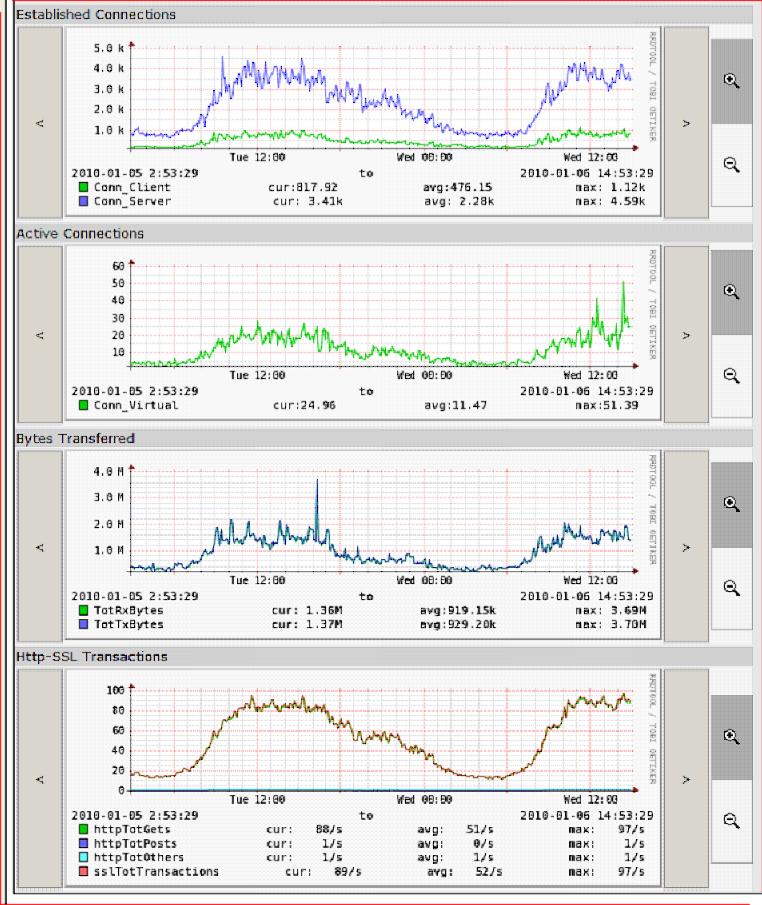 Established Connections
5.0 k
4.0 k
3.0 k
2.0 k
1.0 k
Tue 12:00 Wed 00:00 Wed 12:00
2010-01-05 2:53:29 to 2010-01-06 14:53:29
Conn_Client cur:817.92 avg:476.15 max: 1.12k
Conn_Server cur: 3.41k avg: 2.28k max: 4.59k
RRDTOOL / TOBI OETIKER
< >
Active Connections
60
50
40
30
20
10
Tue 12:00 Wed 00:00 Wed 12:00
2010-01-05 2:53:29 to 2010-01-06 14:53:29
Conn_Virtual cur:24.96 avg:11.47 max:51.39
RRDTOOL / TOBI OETIKER
< >
Bytes Transferred
4.0 M
3.0 M
2.0 M
1.0 M
Tue 12:00 Wed 00:00 Wed 12:00
2010-01-05 2:53:29 to 2010-01-06 14:53:29
TotRxBytes cur: 1.36M avg:919.15k max: 3.69M
TotTxBytes cur: 1.37M avg:929.20k max: 3.70M
RRDTOOL / TOBI OETIKER
< >
Http-SSL Transactions
100
80
60
40
20
0
Tue 12:00 Wed 00:00 Wed 12:00
2010-01-05 2:53:29 to 2010-01-06 14:53:29
httpTotGets cur: 88/s avg: 51/s max: 97/s
httpTotPosts cur: 1/s avg: 0/s max: 1/s
httpTotOthers cur: 1/s avg: 1/s max: 1/s
sslTotTransactions cur: 89/s avg: 52/s max: 97/s
RRDTOOL / TOBI OETIKER
< >